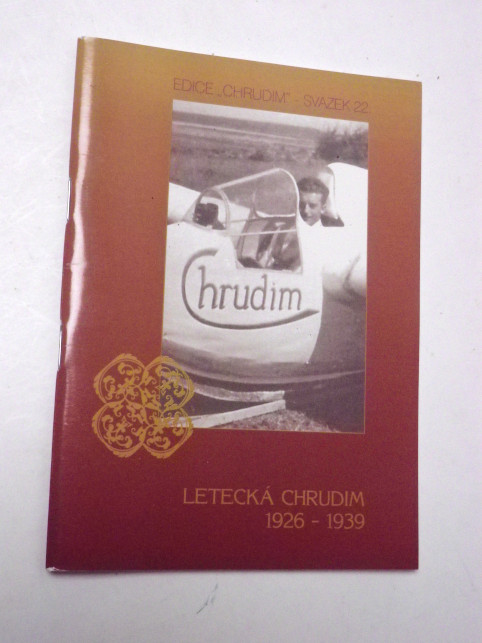 EDICE „CHRUDIM" - SVAZEK 22
Chrudim
LETECKÁ CHRUDIM
1926 - 1939